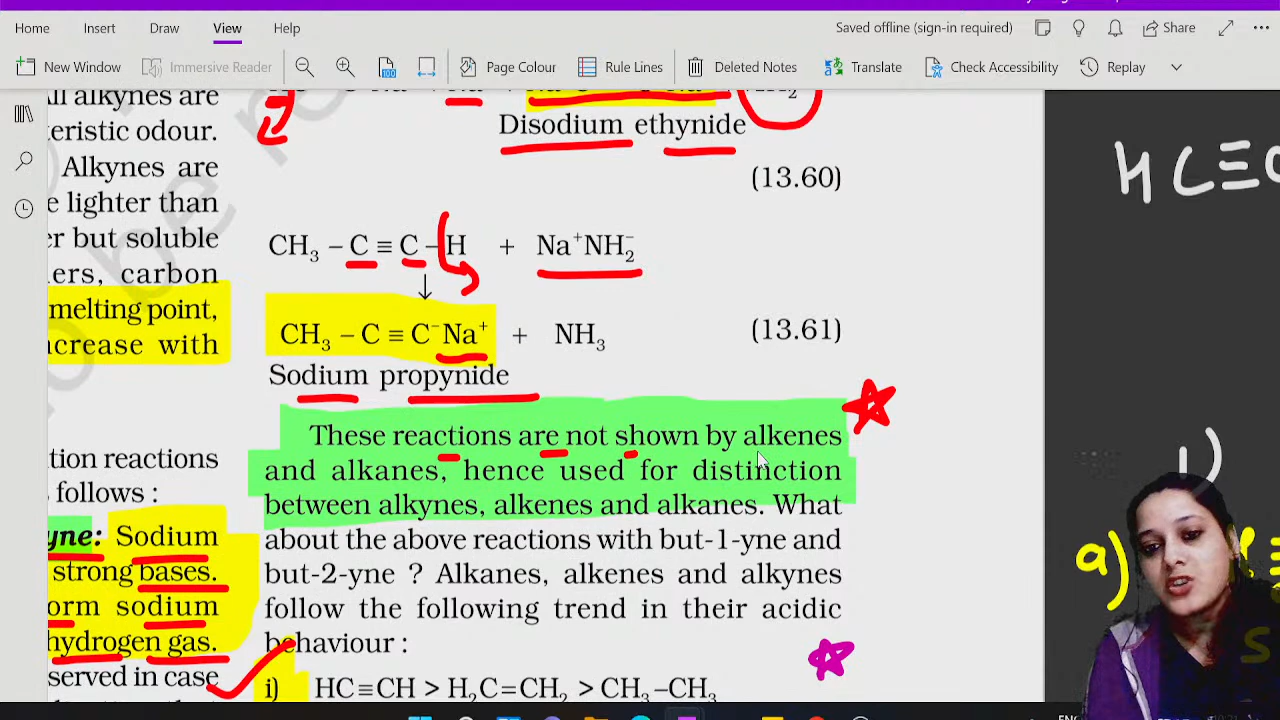 Home Insert Draw View Help
Saved offline (sign-in required) Share
New Window Immersive Reader Page Colour Rule Lines Deleted Notes Translate Check Accessibility Replay
All alkynes are
eristic odour.
Alkynes are
e lighter than
er but soluble
ers, carbon
melting point,
ncrease with
tion reactions
follows :
yne: Sodium
strong bases.
orm sodium
hydrogen gas.
served in case
Disodium ethynide
(13.60)
CH₃ – C ≡ C – H + Na⁺NH₂⁻
↓
CH₃ – C ≡ C⁻Na⁺ + NH₃ (13.61)
Sodium propynide
These reactions are not shown by alkenes
and alkanes, hence used for distinction
between alkynes, alkenes and alkanes. What
about the above reactions with but-1-yne and
but-2-yne ? Alkanes, alkenes and alkynes
follow the following trend in their acidic
behaviour :
i) HC≡CH > H₂C=CH₂ > CH₃–CH₃
HC≡
1)
a)